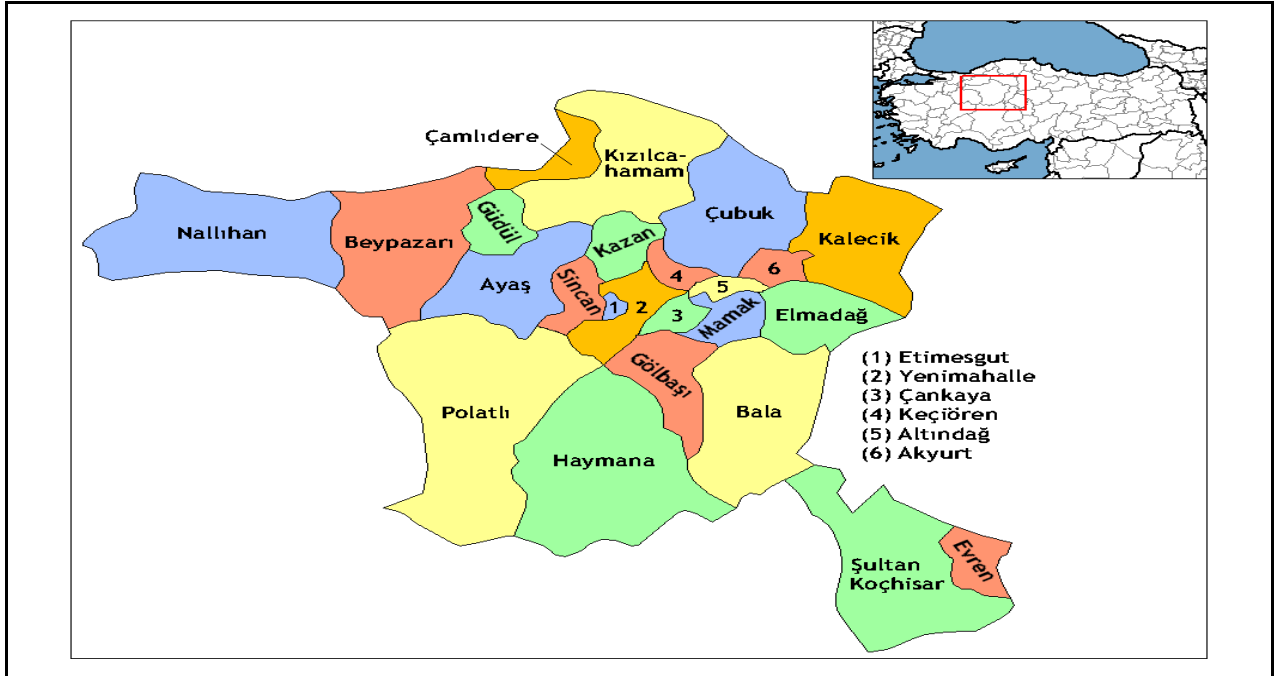 Çamlıdere
Kızılca-
hamam
Çubuk
Kalecik
Nallıhan
Beypazarı
Güdül
Kazan
Ayaş
Sincan
1
2
3
4
5
6
Mamak
Elmadağ
Gölbaşı
Polatlı
Bala
Haymana
(1) Etimesgut
(2) Yenimahalle
(3) Çankaya
(4) Keçiören
(5) Altındağ
(6) Akyurt
Şultan
Koçhisar
Evren